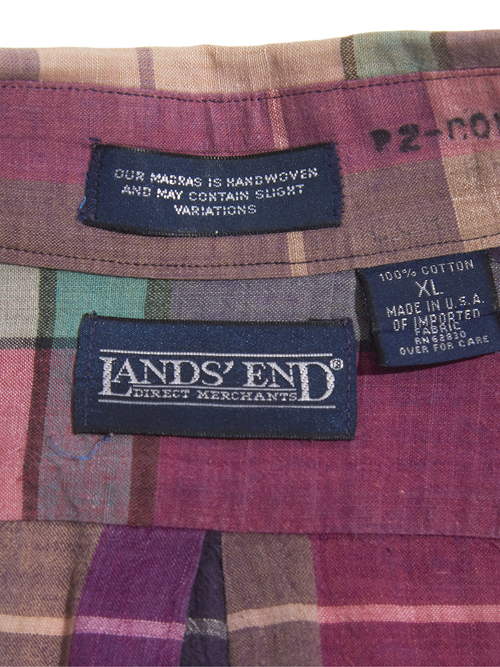 OUR MADRAS IS HANDWOVEN
AND MAY CONTAIN SLIGHT
VARIATIONS
100% COTTON
XL
MADE IN U.S.A.
OF IMPORTED
FABRIC
RN62830
OVER FOR CARE
LANDS' END®
DIRECT MERCHANTS